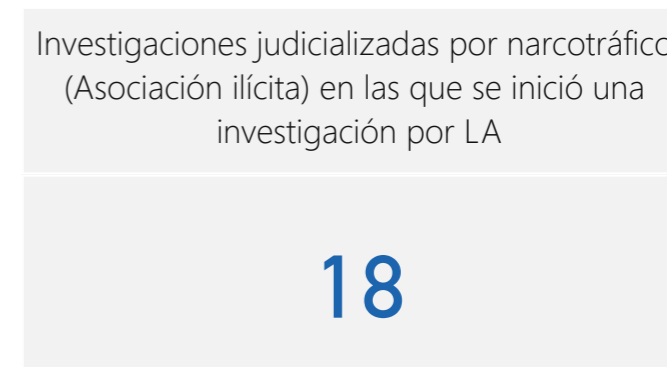 Investigaciones judicializadas por narcotráfico
(Asociación ilícita) en las que se inició una
investigación por LA
18